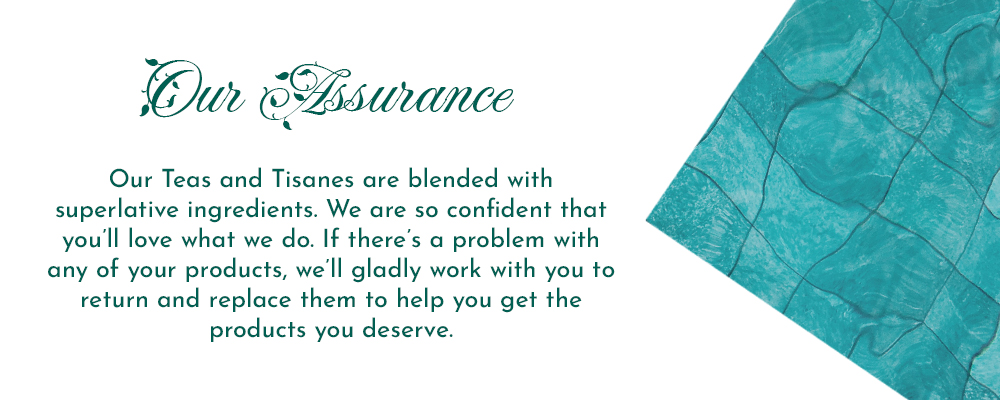 Our Assurance
Our Teas and Tisanes are blended with
superlative ingredients. We are so confident that
you'll love what we do. If there's a problem with
any of your products, we'll gladly work with you to
return and replace them to help you get the
products you deserve.